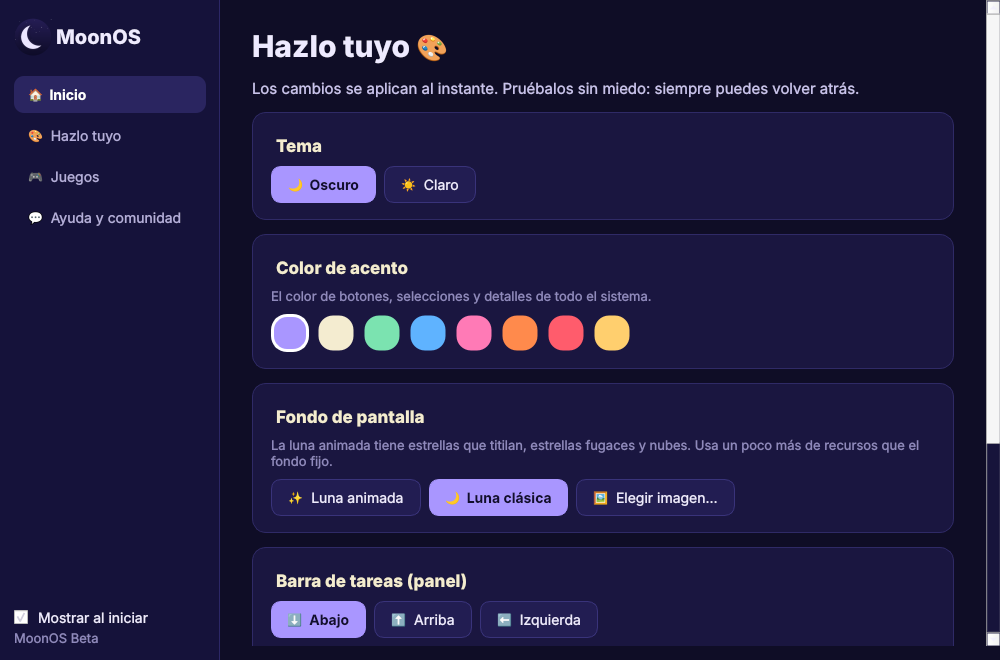 MoonOS
Inicio
Hazlo tuyo
Juegos
Ayuda y comunidad
Mostrar al iniciar
MoonOS Beta
Hazlo tuyo
Los cambios se aplican al instante. Pruébalos sin miedo: siempre puedes volver atrás.
Tema
Oscuro
Claro
Color de acento
El color de botones, selecciones y detalles de todo el sistema.
Fondo de pantalla
La luna animada tiene estrellas que titilan, estrellas fugaces y nubes. Usa un poco más de recursos que el
fondo fijo.
Luna animada
Luna clásica
Elegir imagen...
Barra de tareas (panel)
Abajo
Arriba
Izquierda